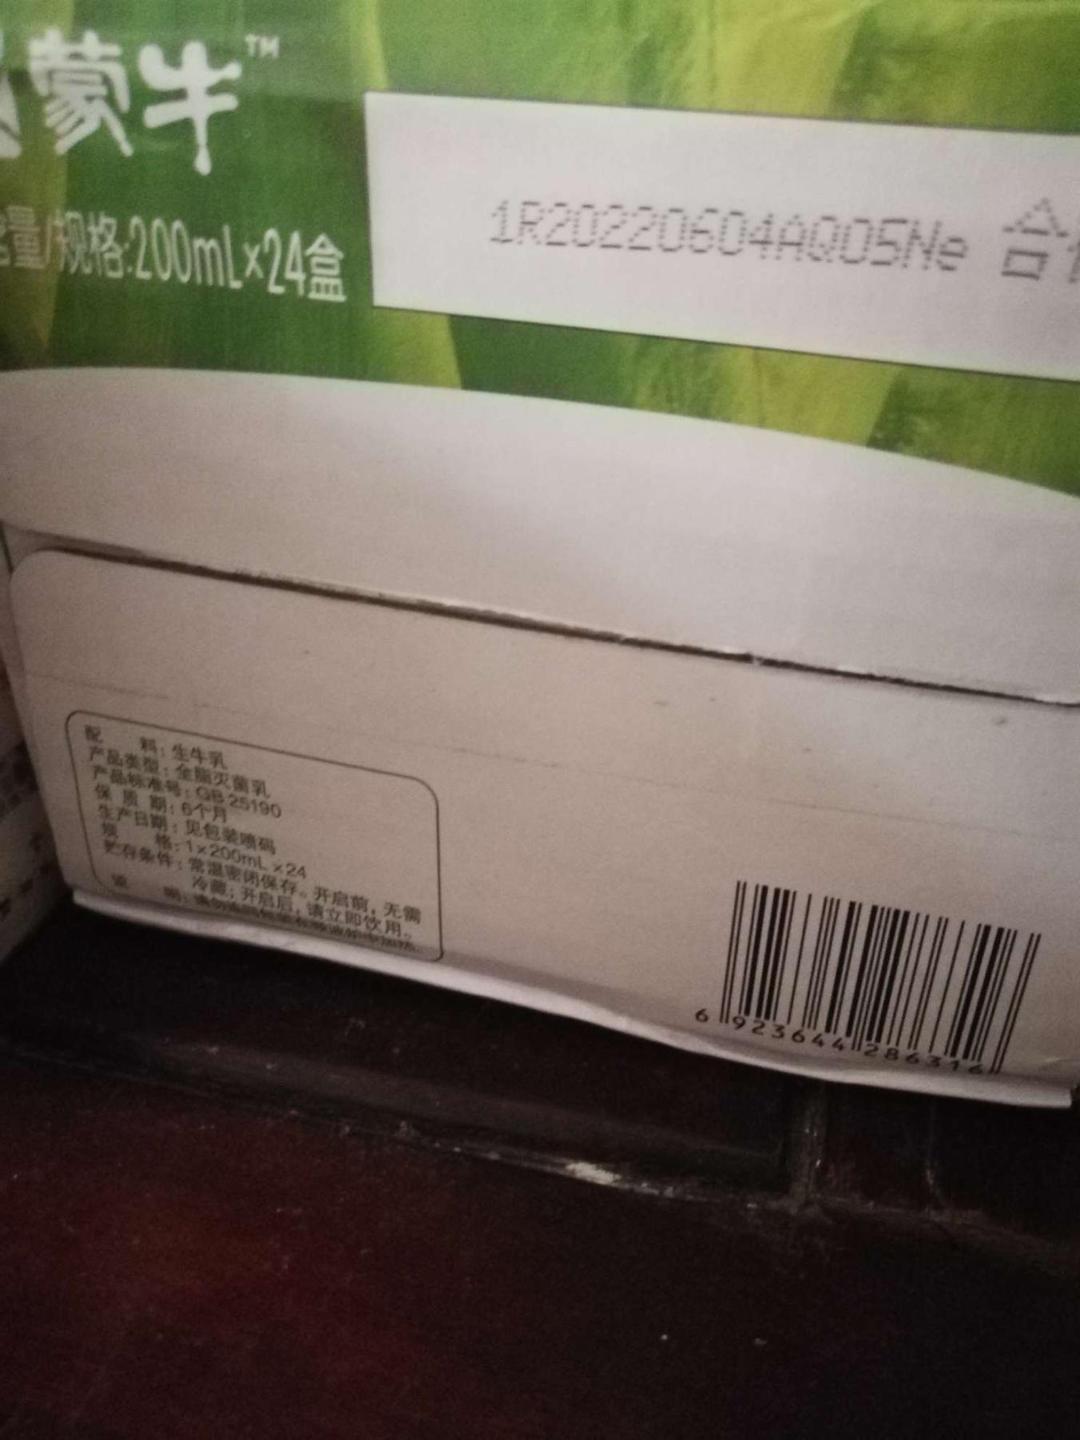 蒙牛™
量/规格:200mL×24盒
1R20220604AQ05Ne 合
配 料：生牛乳
产品类型：全脂灭菌乳
产品标准号：GB 25190
保 质 期：6个月
生产日期：见包装喷码
规 格：1×200mL×24
贮存条件：常温密闭保存。开启前，无需
冷藏；开启后，请立即饮用。
6 923644 286316